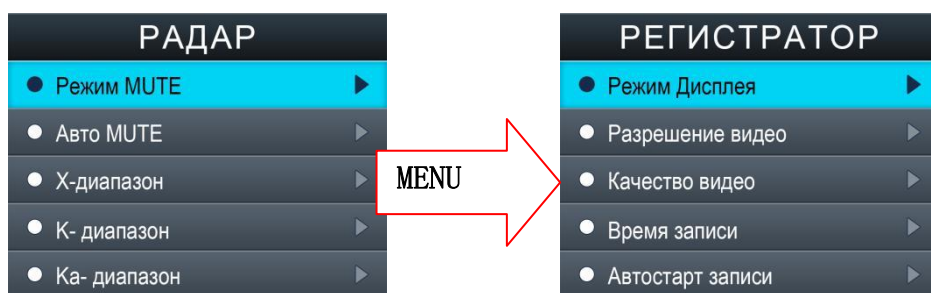 РАДАР
Режим MUTE
Авто MUTE
X-диапазон
K- диапазон
Ka- диапазон
MENU
РЕГИСТРАТОР
Режим Дисплея
Разрешение видео
Качество видео
Время записи
Автостарт записи